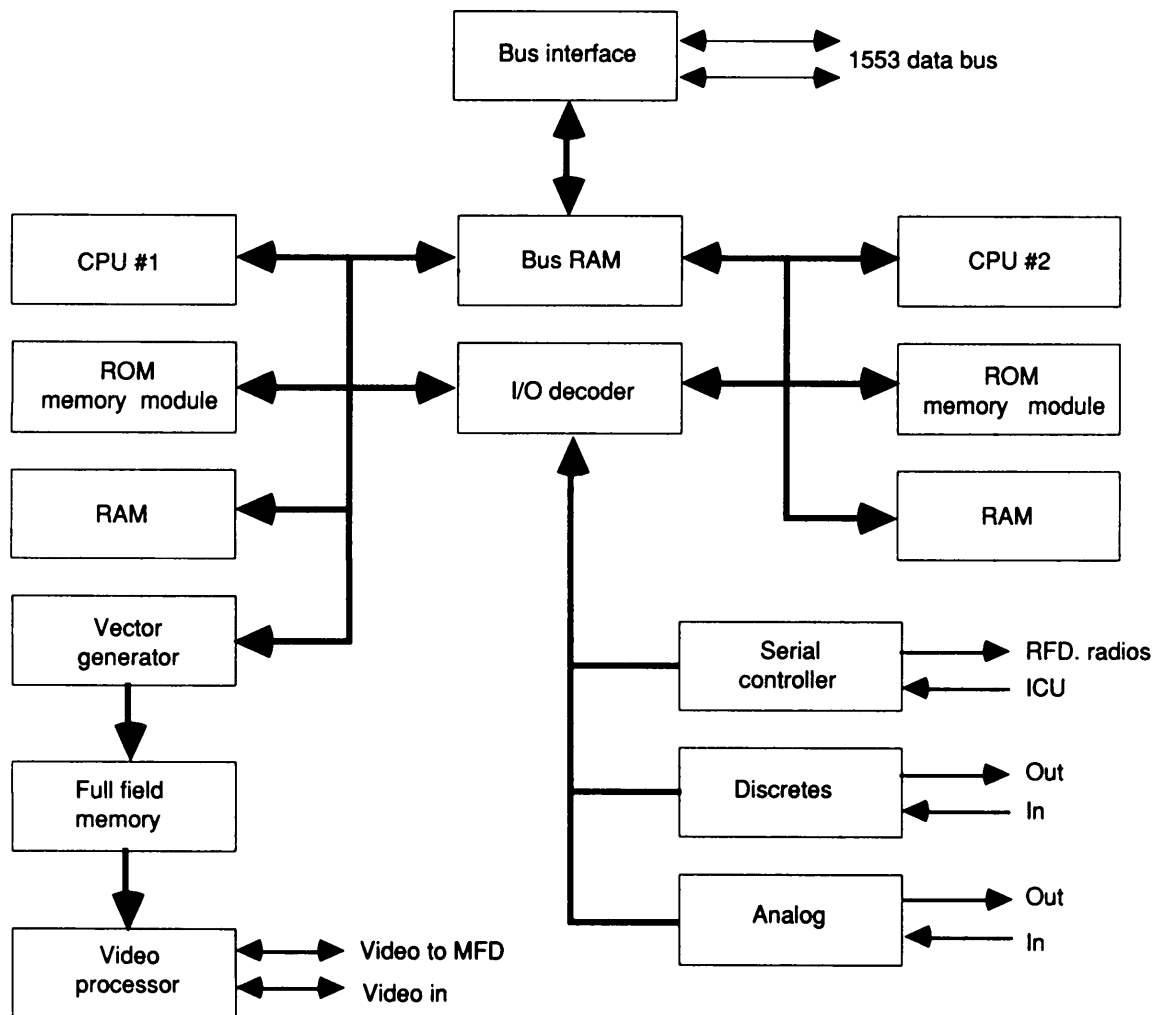 Bus interface
1553 data bus
CPU #1
Bus RAM
CPU #2
ROM
memory module
I/O decoder
ROM
memory module
RAM
RAM
Vector
generator
Serial
controller
RFD. radios
ICU
Full field
memory
Discretes
Out
In
Analog
Out
In
Video
processor
Video to MFD
Video in